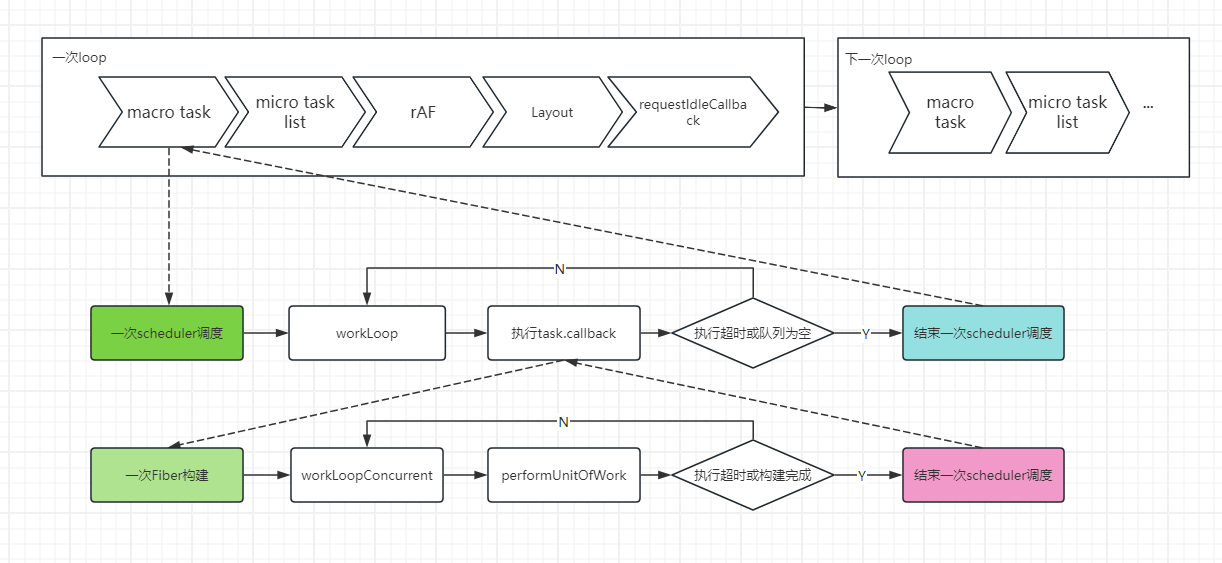 一次loop
macro task
micro task
list
rAF
Layout
requestIdleCallba
ck
下一次loop
macro
task
micro task
list
...
N
一次scheduler调度
workLoop
执行task.callback
执行超时或队列为空
Y
结束一次scheduler调度
N
一次Fiber构建
workLoopConcurrent
performUnitOfWork
执行超时或构建完成
Y
结束一次scheduler调度